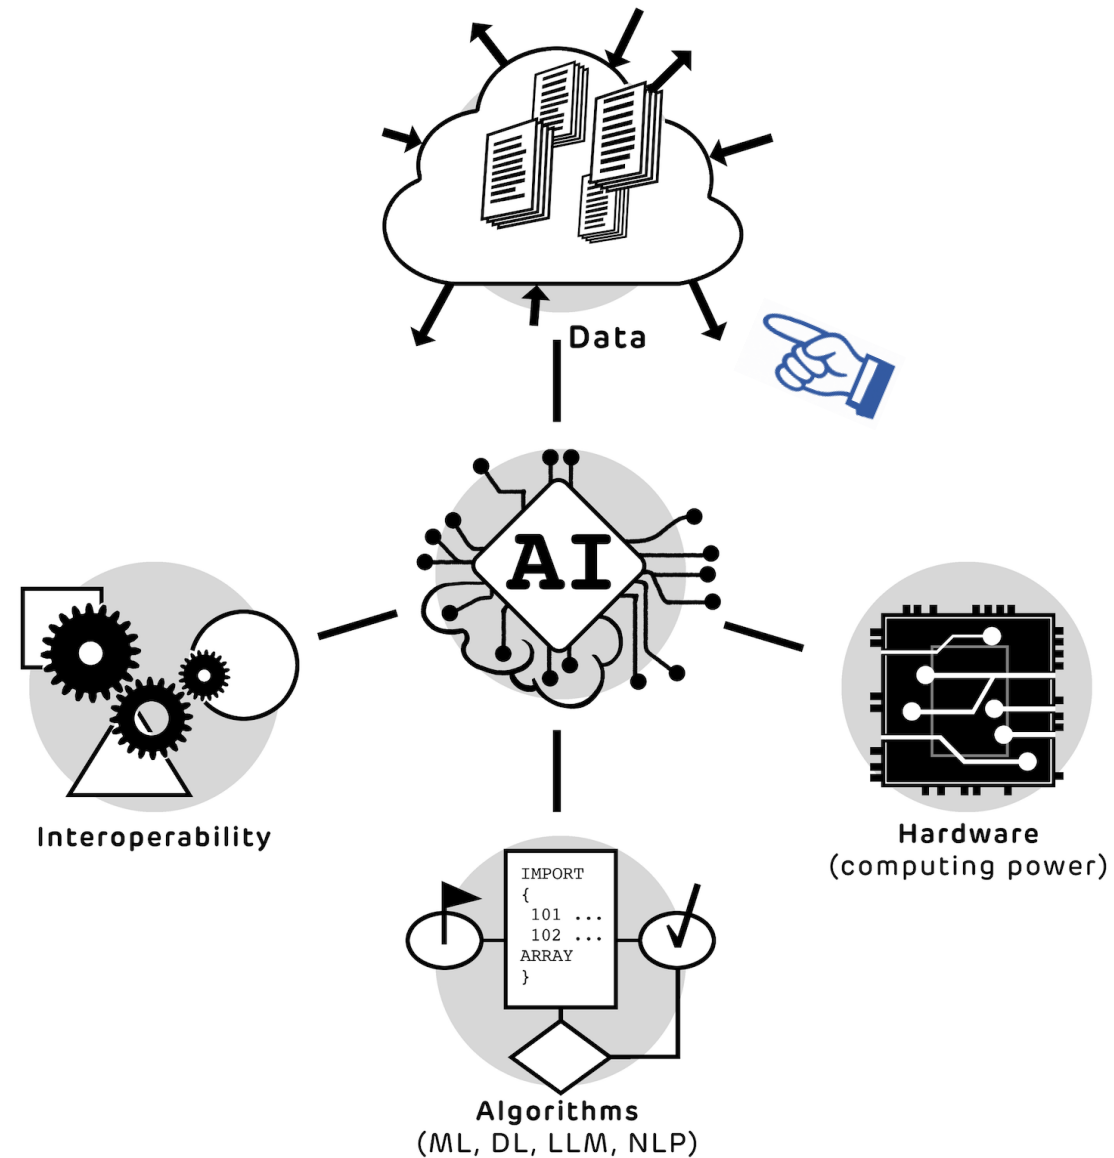 Data
AI
Interoperability
Hardware
(computing power)
IMPORT
{
101 ...
102 ...
ARRAY
}
Algorithms
(ML, DL, LLM, NLP)